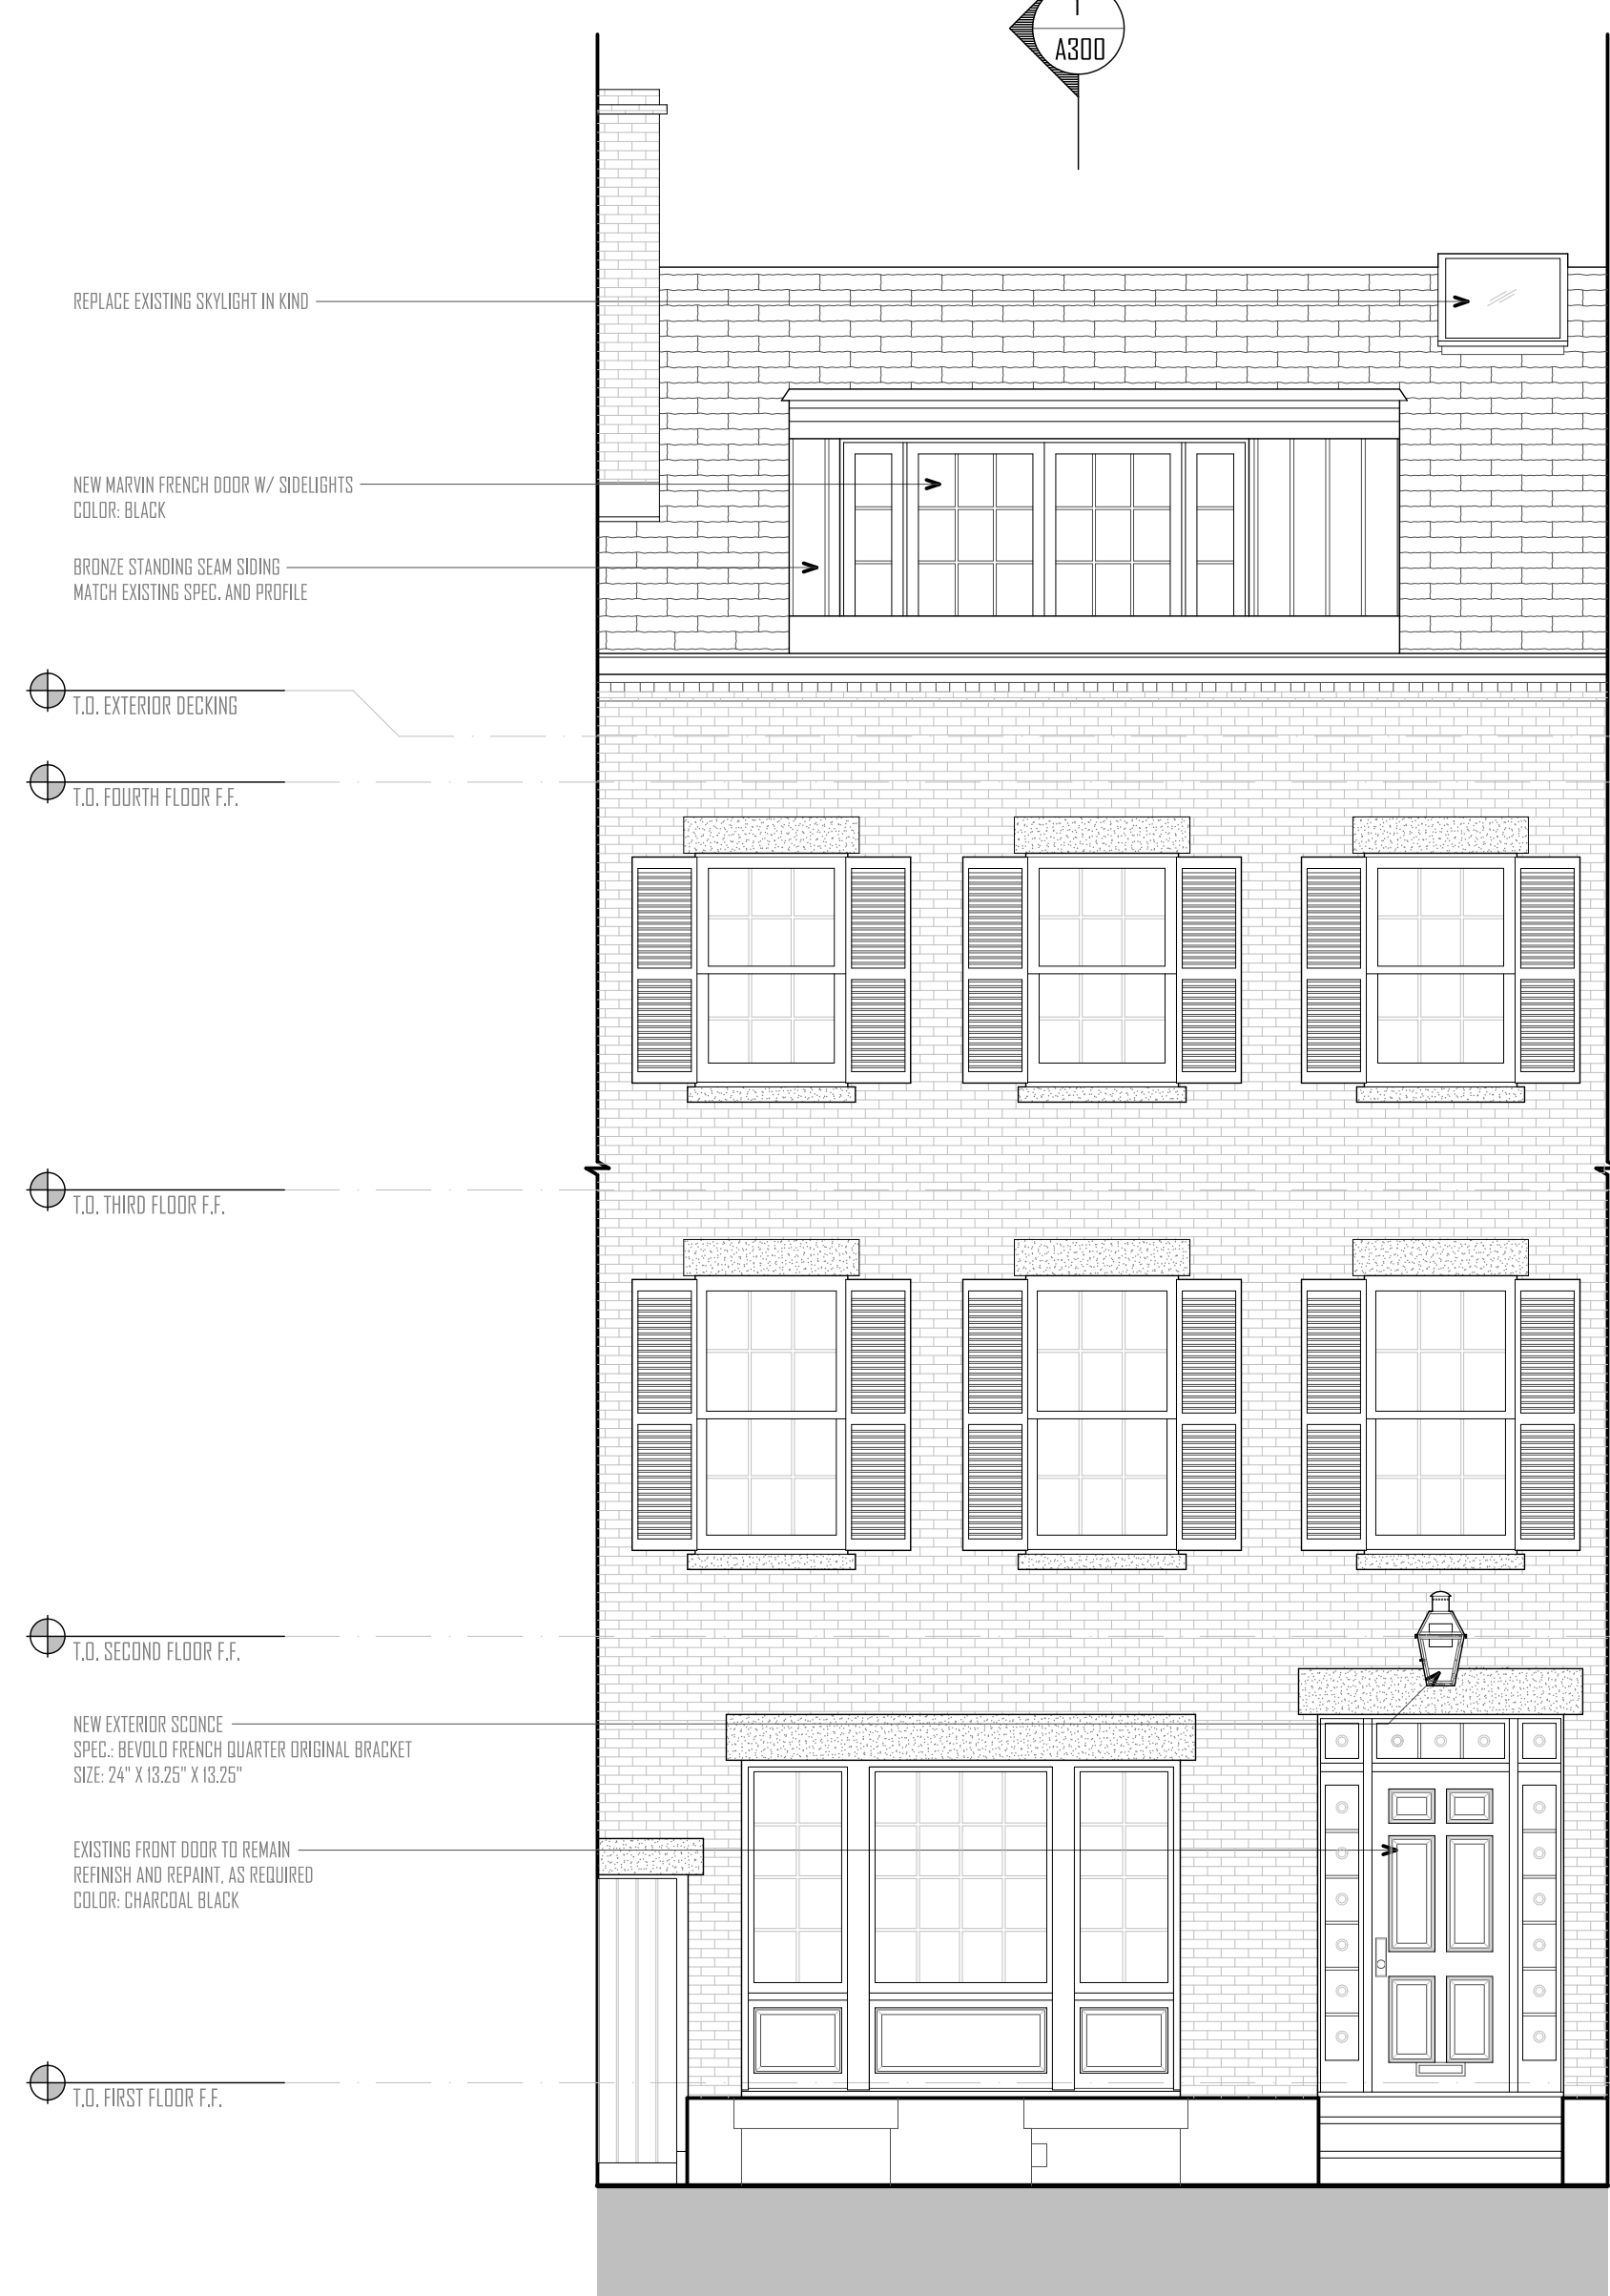 A300
REPLACE EXISTING SKYLIGHT IN KIND
NEW MARVIN FRENCH DOOR W/ SIDELIGHTS
COLOR: BLACK
BRONZE STANDING SEAM SIDING
MATCH EXISTING SPEC. AND PROFILE
T.O. EXTERIOR DECKING
T.O. FOURTH FLOOR F.F.
T.O. THIRD FLOOR F.F.
T.O. SECOND FLOOR F.F.
NEW EXTERIOR SCONCE
SPEC.: BEVOLO FRENCH QUARTER ORIGINAL BRACKET
SIZE: 24" X 13.25" X 13.25"
EXISTING FRONT DOOR TO REMAIN
REFINISH AND REPAINT, AS REQUIRED
COLOR: CHARCOAL BLACK
T.O. FIRST FLOOR F.F.